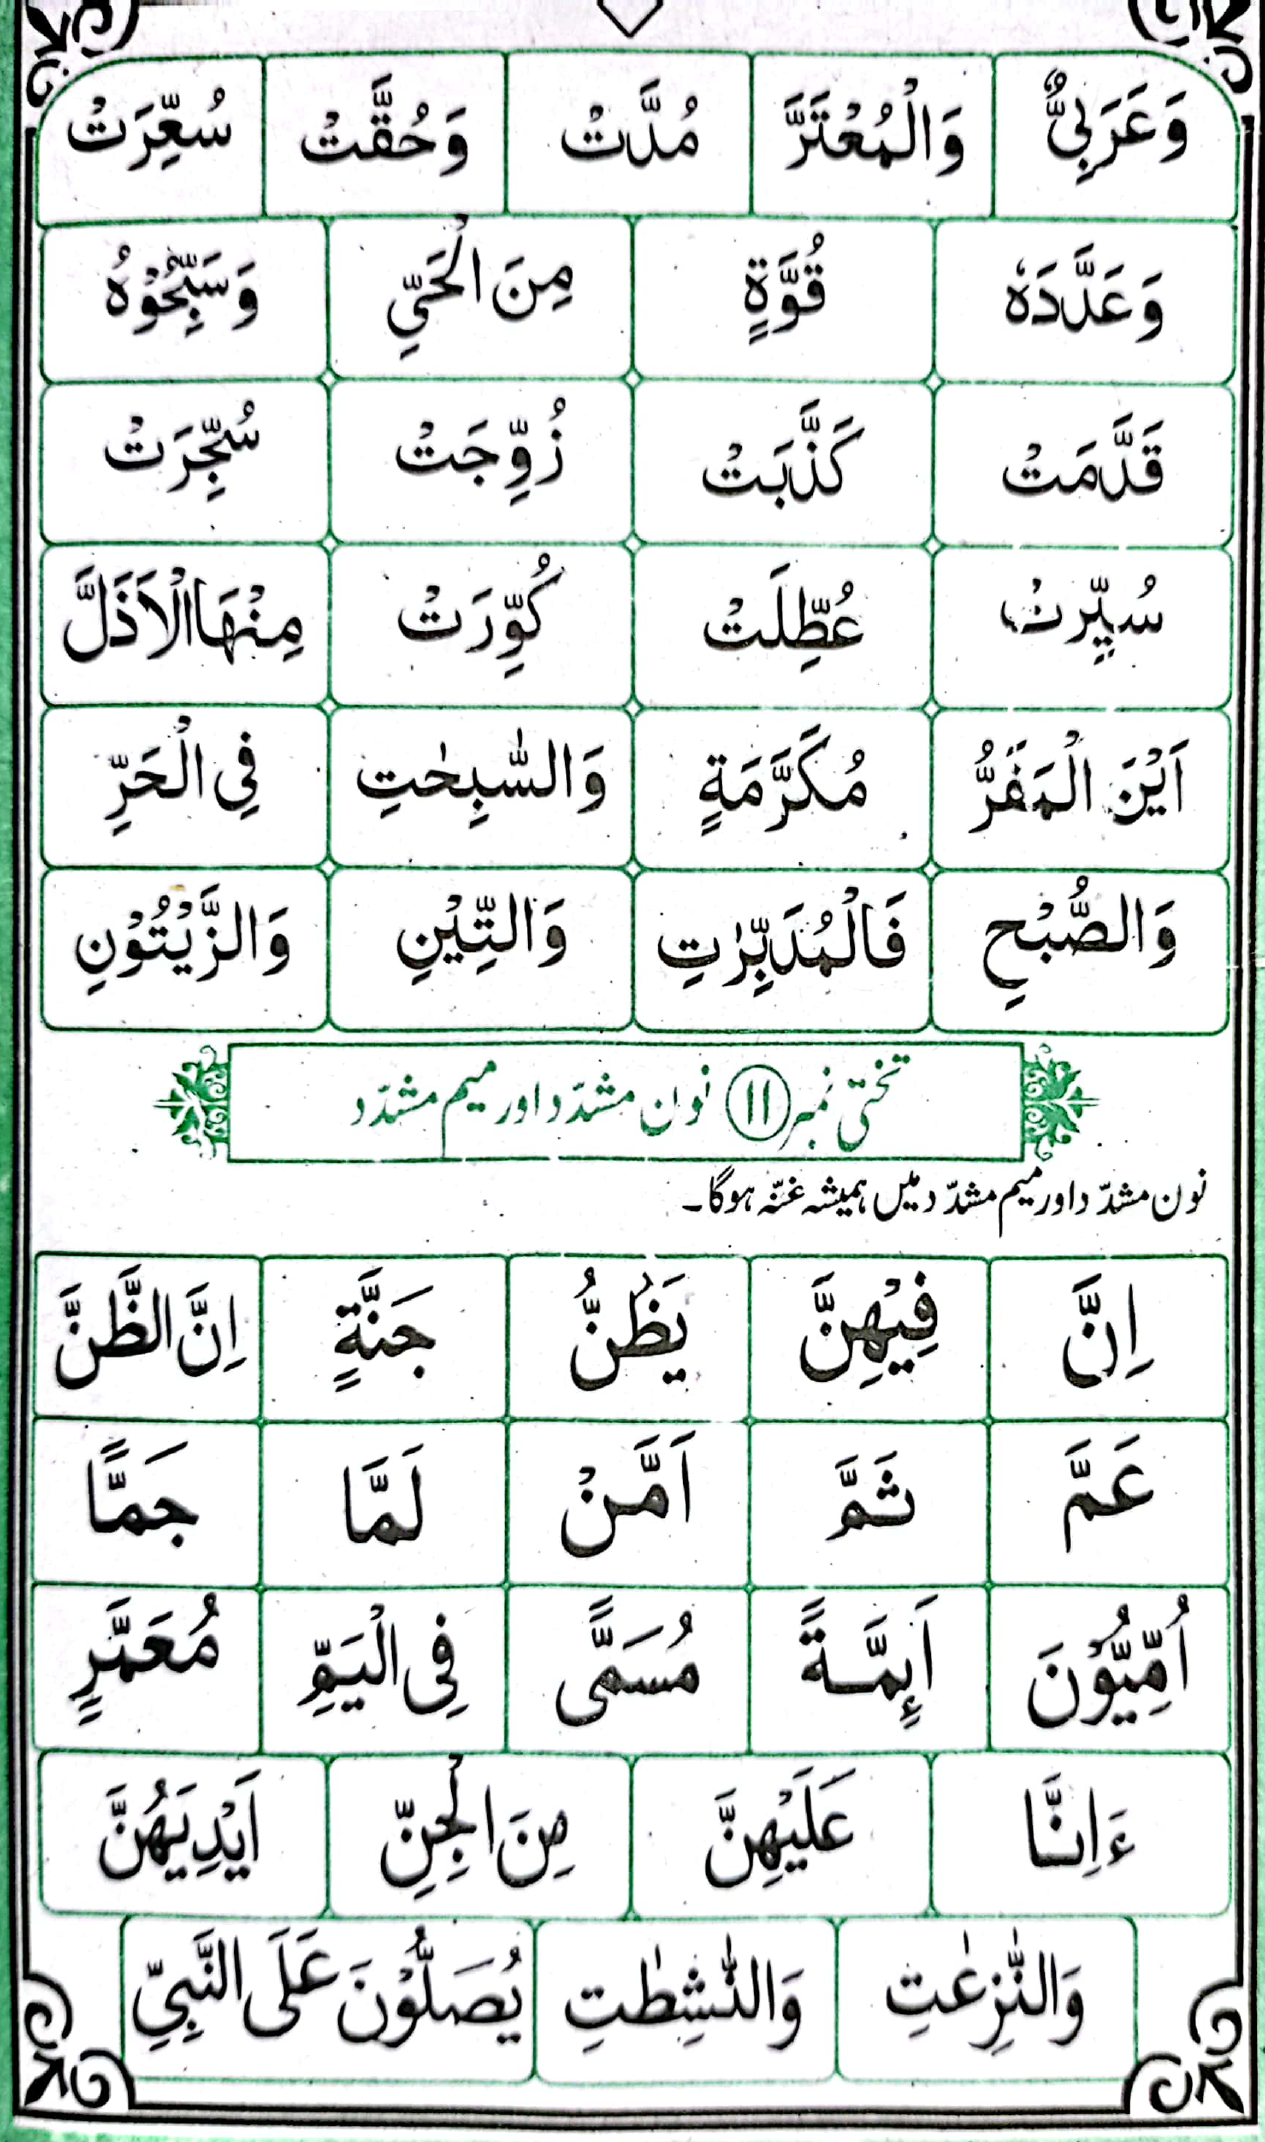 وَعَرَبِیٌّ وَالْمُعْتَرَّ مُدَّتْ وَحُقَّتْ سُعِّرَتْ
وَعَدَّدَهٗ قُوَّةٍ مِنَ الْحَیِّ وَسَبِّحُوْهُ
قَدَّمَتْ كَذَّبَتْ زُوِّجَتْ سُجِّرَتْ
سُیِّرَتْ عُطِّلَتْ كُوِّرَتْ مِنْهَا الْاَذَلَّ
اَیْنَ الْمَفَرُّ مُكَرَّمَةٍ وَالسّٰبِحٰتِ فِی الْحَرِّ
وَالصُّبْحِ فَالْمُدَبِّرٰتِ وَالتِّیْنِ وَالزَّیْتُوْنِ
تختی نمبر ۱۱ نون مشدّد اور میم مشدّد
نون مشدّد اور میم مشدّد میں ہمیشہ غنّہ ہوگا۔
اِنَّ فِیْهِنَّ یَظُنُّ جَنَّةٍ اِنَّ الظَّنَّ
عَمَّ ثَمَّ اَمَّنْ لَمَّا جَمًّا
اُمِّیُّوْنَ اَىِٕمَّةً مُسَمًّی فِی الْیَمِّ مُعَمَّرٍ
ءَاِنَّا عَلَیْهِنَّ مِنَ الْجِنِّ اَیْدِیَهُنَّ
وَالنّٰزِعٰتِ وَالنّٰشِطٰتِ یُصَلُّوْنَ عَلَی النَّبِیِّ